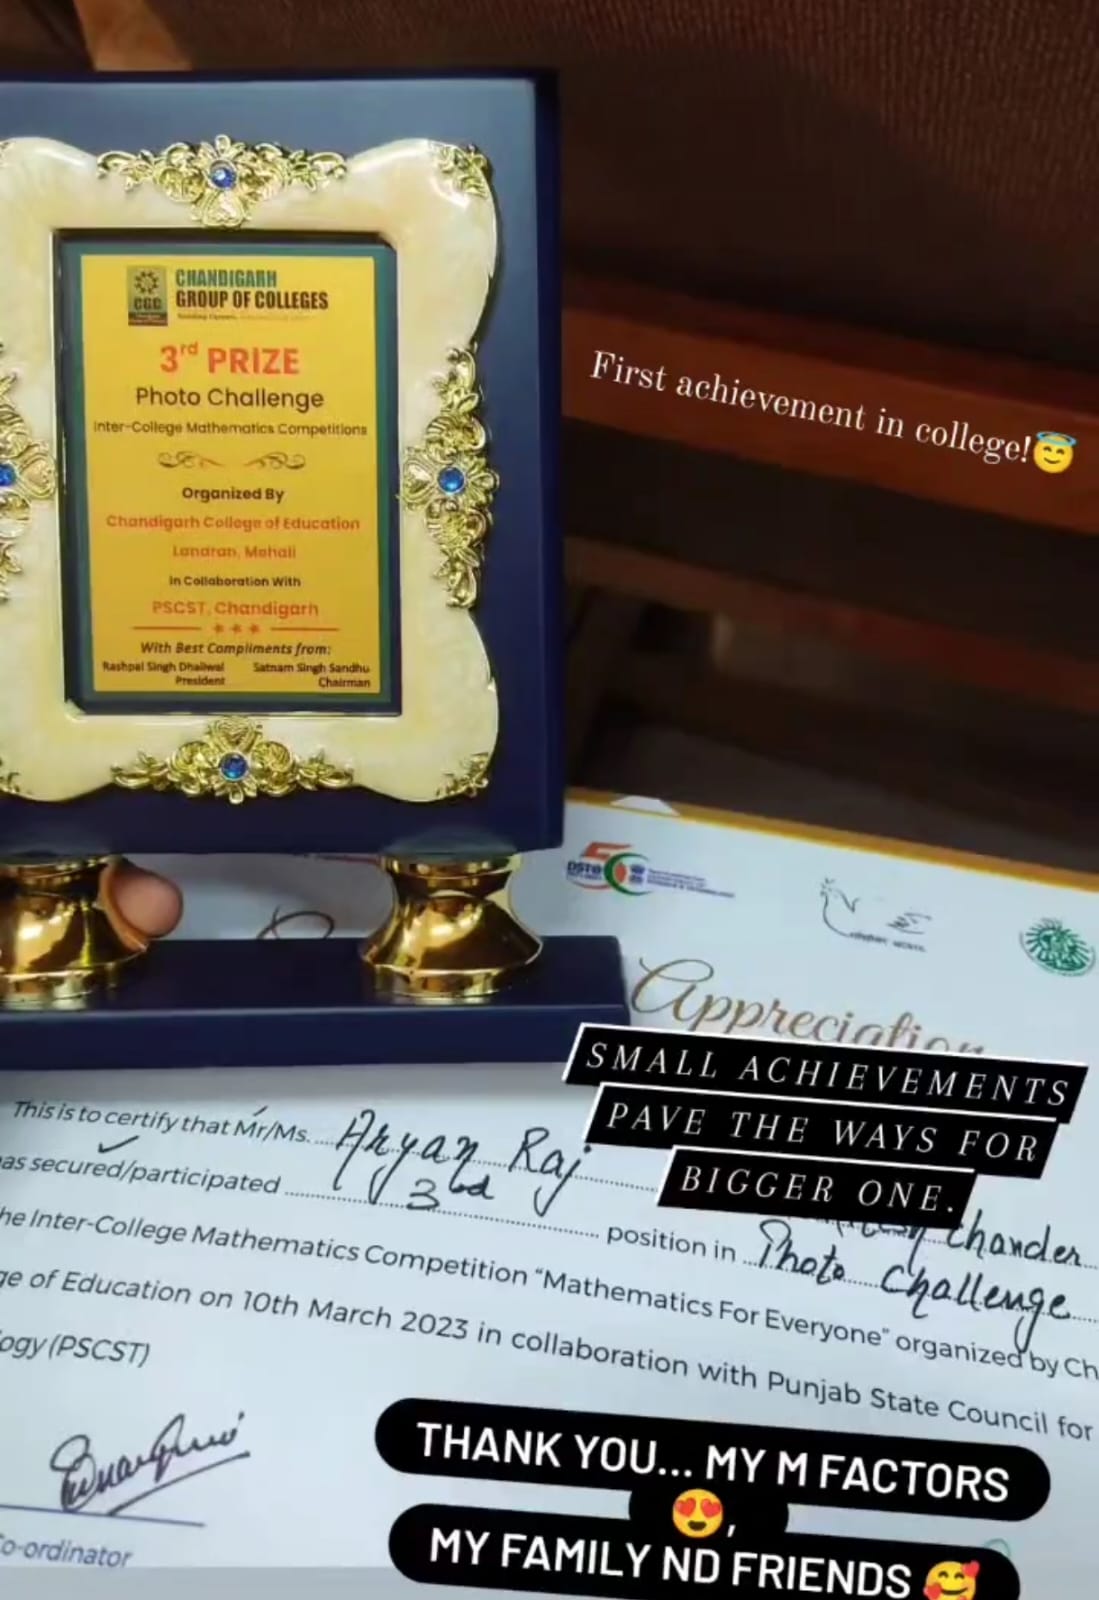 CGC
CHANDIGARH
GROUP OF COLLEGES
3rd PRIZE
Photo Challenge
Inter-College Mathematics Competitions
Organized By
Chandigarh College of Education
Landran, Mohali
In Collaboration With
PSCST, Chandigarh
With Best Compliments from:
Rashpal Singh Dhaliwal Satnam Singh Sandhu
President Chairman
First achievement in college!😇
Appreciation
SMALL ACHIEVEMENTS
PAVE THE WAYS FOR
BIGGER ONE.
This is to certify that Mr/Ms. Aryan Raj
as secured/participated 3rd position in Photo Challenge
Chander
he Inter-College Mathematics Competition "Mathematics For Everyone" organized by Ch
ge of Education on 10th March 2023 in collaboration with Punjab State Council for
ogy (PSCST)
o-ordinator
THANK YOU... MY M FACTORS
😍,
MY FAMILY ND FRIENDS 🥰